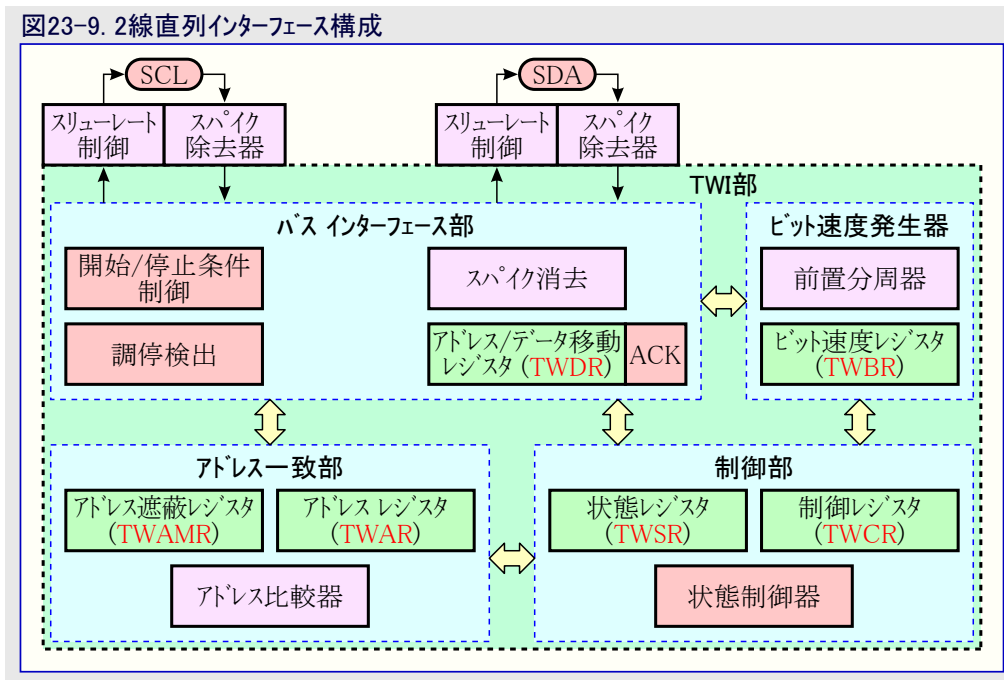 図23-9. 2線直列インターフェース構成
SCL
SDA
スリューレート
制御
スパイク
除去器
スリューレート
制御
スパイク
除去器
TWI部
バス インターフェース部
ビット速度発生器
開始/停止条件
制御
スパイク消去
前置分周器
調停検出
アドレス/データ移動
レジスタ (TWDR)
ACK
ビット速度レジスタ
(TWBR)
アドレス一致部
制御部
アドレス遮蔽レジスタ
(TWAMR)
アドレス レジスタ
(TWAR)
状態レジスタ
(TWSR)
制御レジスタ
(TWCR)
アドレス比較器
状態制御器